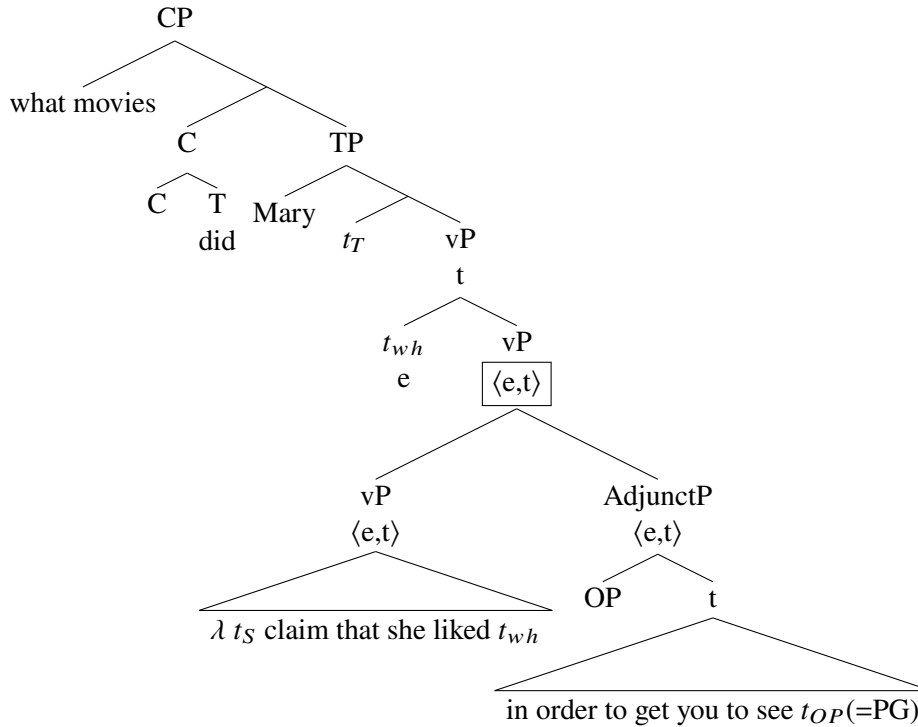 CP
what movies
C TP
C T Mary
did t_T vP
t
t_wh vP
e ⟨e,t⟩
vP AdjunctP
⟨e,t⟩ ⟨e,t⟩
OP t
λ t_S claim that she liked t_wh
in order to get you to see t_OP(=PG)